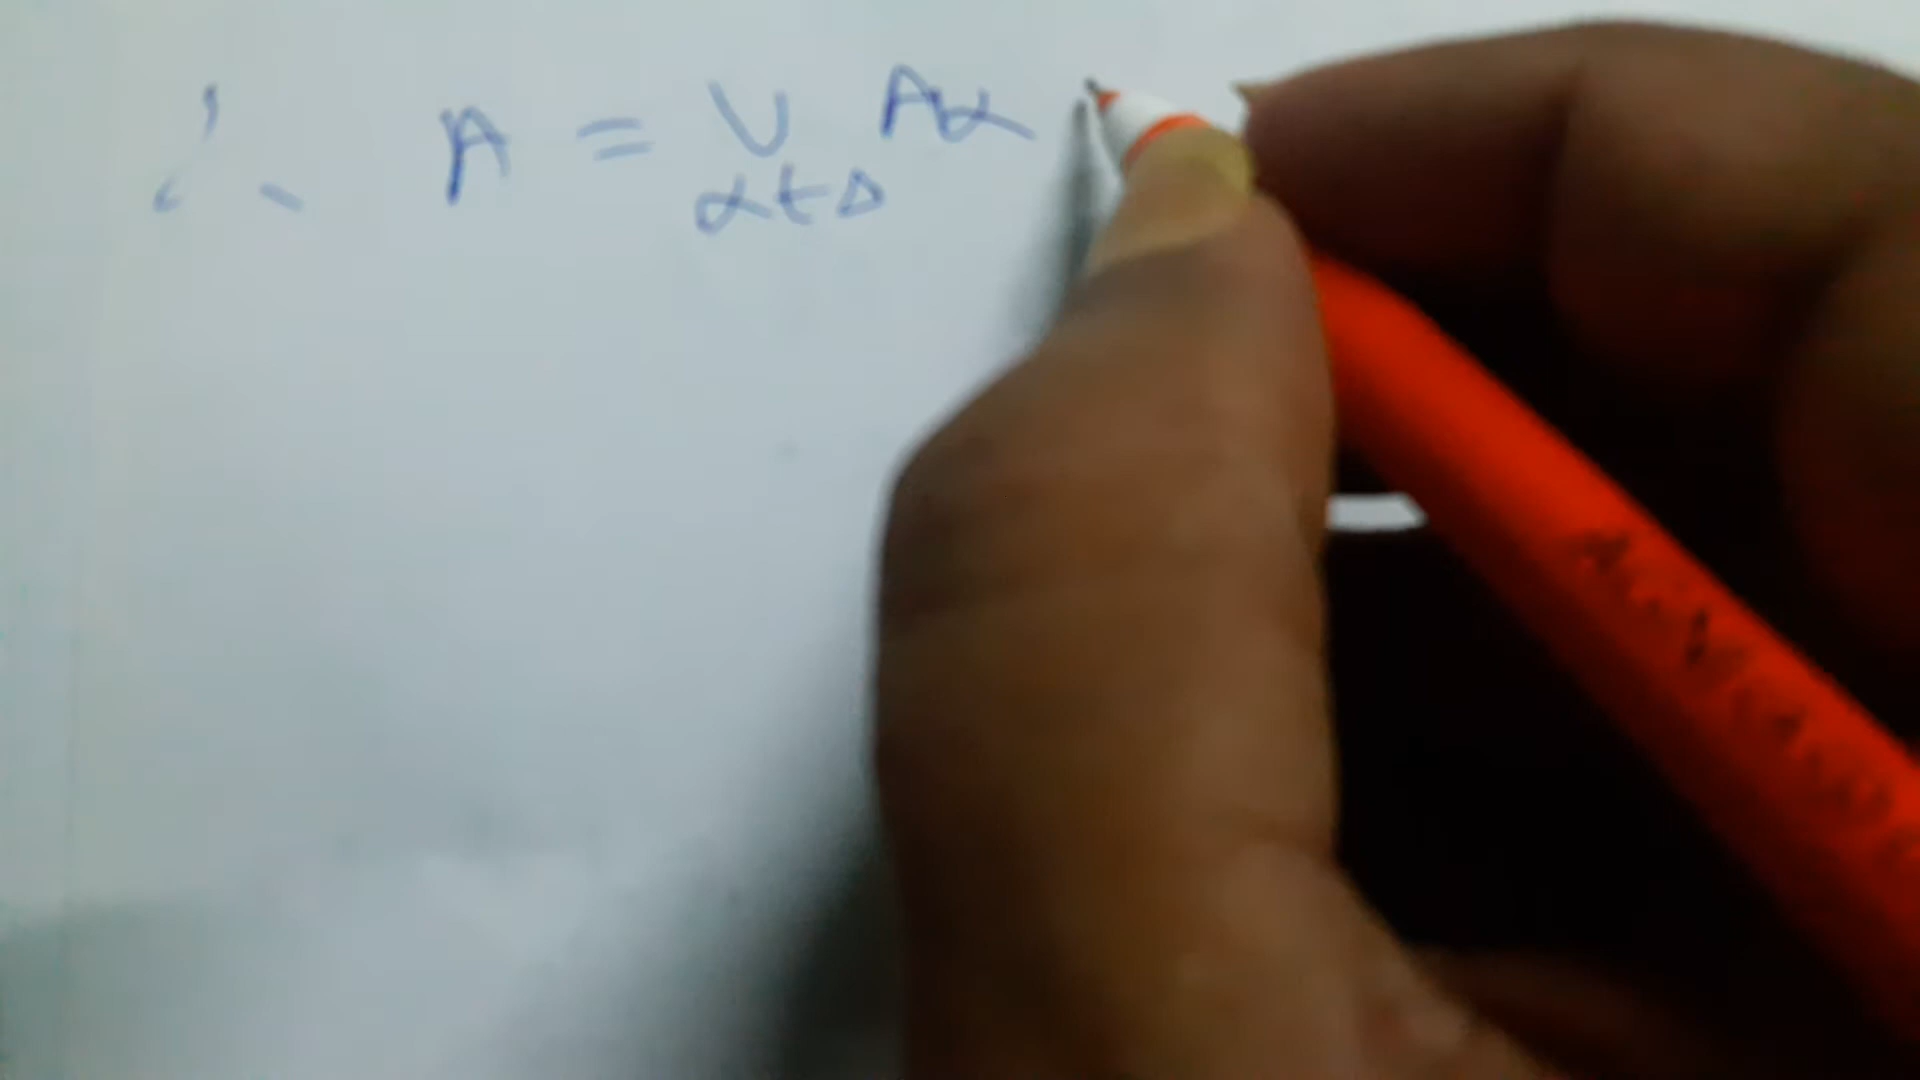 ∴ A = ∪ Aα
α∈Δ